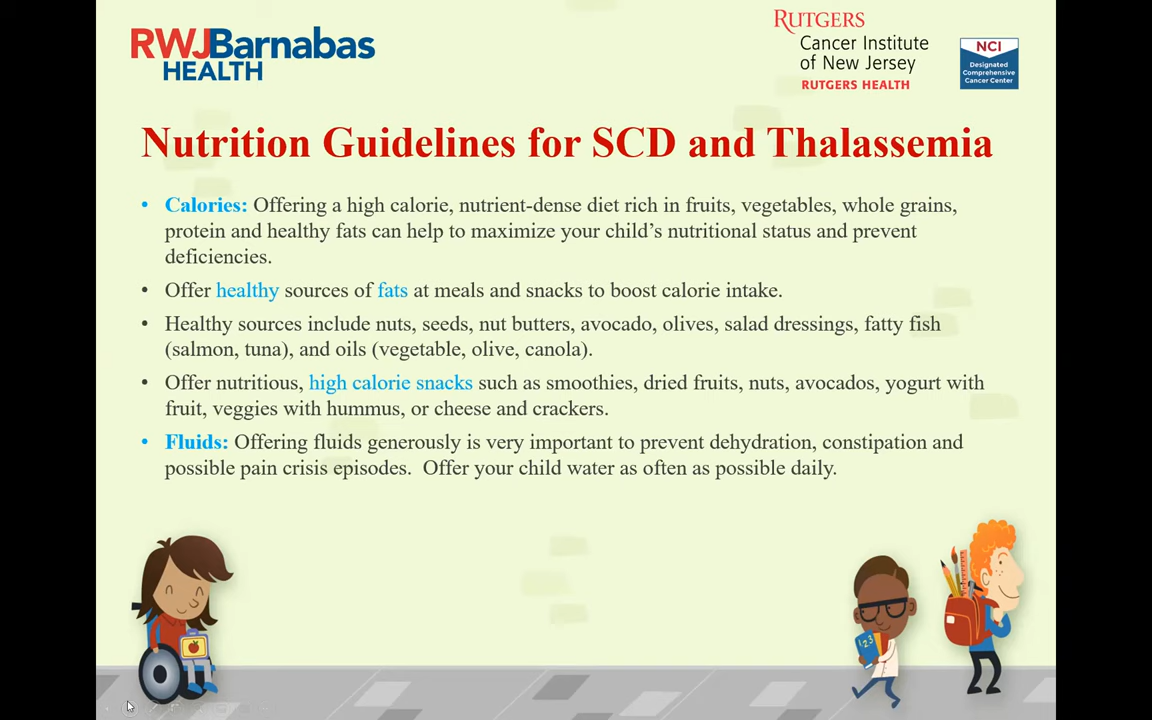 RWJBarnabas
HEALTH
RUTGERS
Cancer Institute
of New Jersey
RUTGERS HEALTH
NCI
Designated
Comprehensive
Cancer Center
Nutrition Guidelines for SCD and Thalassemia
• Calories: Offering a high calorie, nutrient-dense diet rich in fruits, vegetables, whole grains,
protein and healthy fats can help to maximize your child’s nutritional status and prevent
deficiencies.
• Offer healthy sources of fats at meals and snacks to boost calorie intake.
• Healthy sources include nuts, seeds, nut butters, avocado, olives, salad dressings, fatty fish
(salmon, tuna), and oils (vegetable, olive, canola).
• Offer nutritious, high calorie snacks such as smoothies, dried fruits, nuts, avocados, yogurt with
fruit, veggies with hummus, or cheese and crackers.
• Fluids: Offering fluids generously is very important to prevent dehydration, constipation and
possible pain crisis episodes.  Offer your child water as often as possible daily.
123